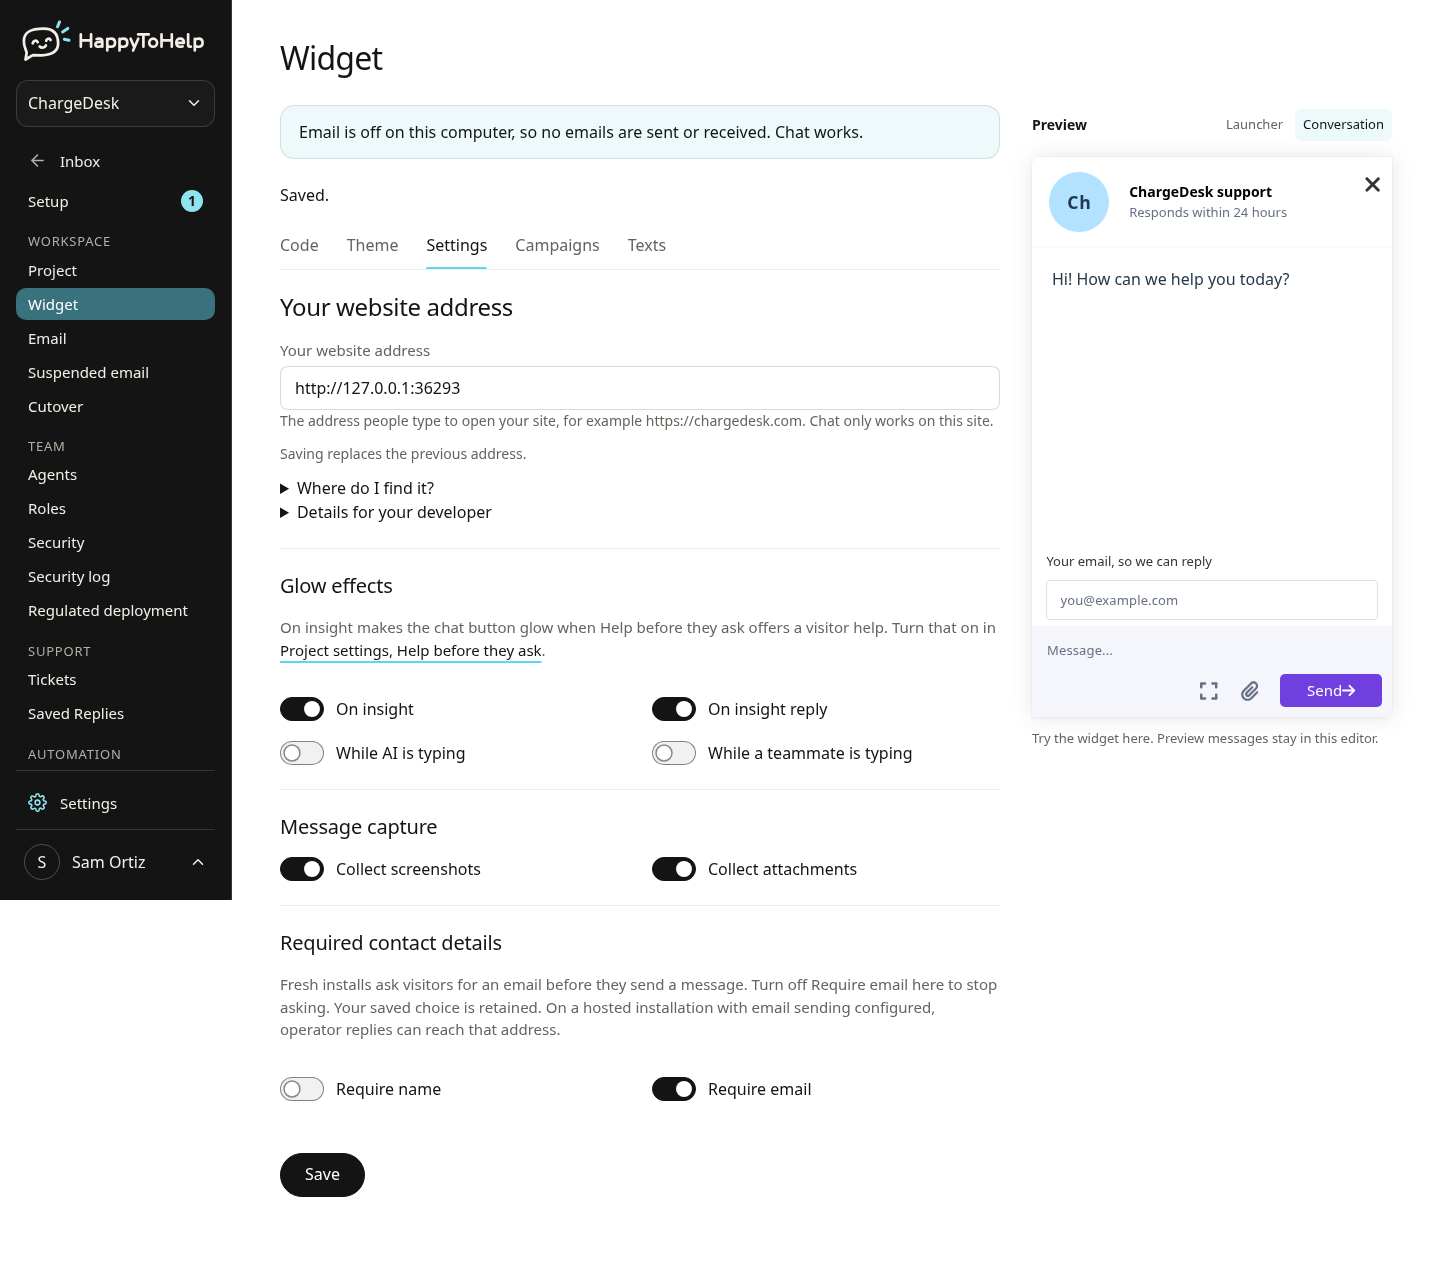 HappyToHelp
ChargeDesk
Inbox
Setup
1
WORKSPACE
Project
Widget
Email
Suspended email
Cutover
TEAM
Agents
Roles
Security
Security log
Regulated deployment
SUPPORT
Tickets
Saved Replies
AUTOMATION
Settings
S
Sam Ortiz
Widget
Email is off on this computer, so no emails are sent or received. Chat works.
Saved.
Code
Theme
Settings
Campaigns
Texts
Your website address
Your website address
http://127.0.0.1:36293
The address people type to open your site, for example https://chargedesk.com. Chat only works on this site.
Saving replaces the previous address.
Where do I find it?
Details for your developer
Glow effects
On insight makes the chat button glow when Help before they ask offers a visitor help. Turn that on in
Project settings, Help before they ask.
On insight
On insight reply
While AI is typing
While a teammate is typing
Message capture
Collect screenshots
Collect attachments
Required contact details
Fresh installs ask visitors for an email before they send a message. Turn off Require email here to stop
asking. Your saved choice is retained. On a hosted installation with email sending configured,
operator replies can reach that address.
Require name
Require email
Save
Preview
Launcher
Conversation
Ch
ChargeDesk support
Responds within 24 hours
Hi! How can we help you today?
Your email, so we can reply
you@example.com
Message...
Send
Try the widget here. Preview messages stay in this editor.